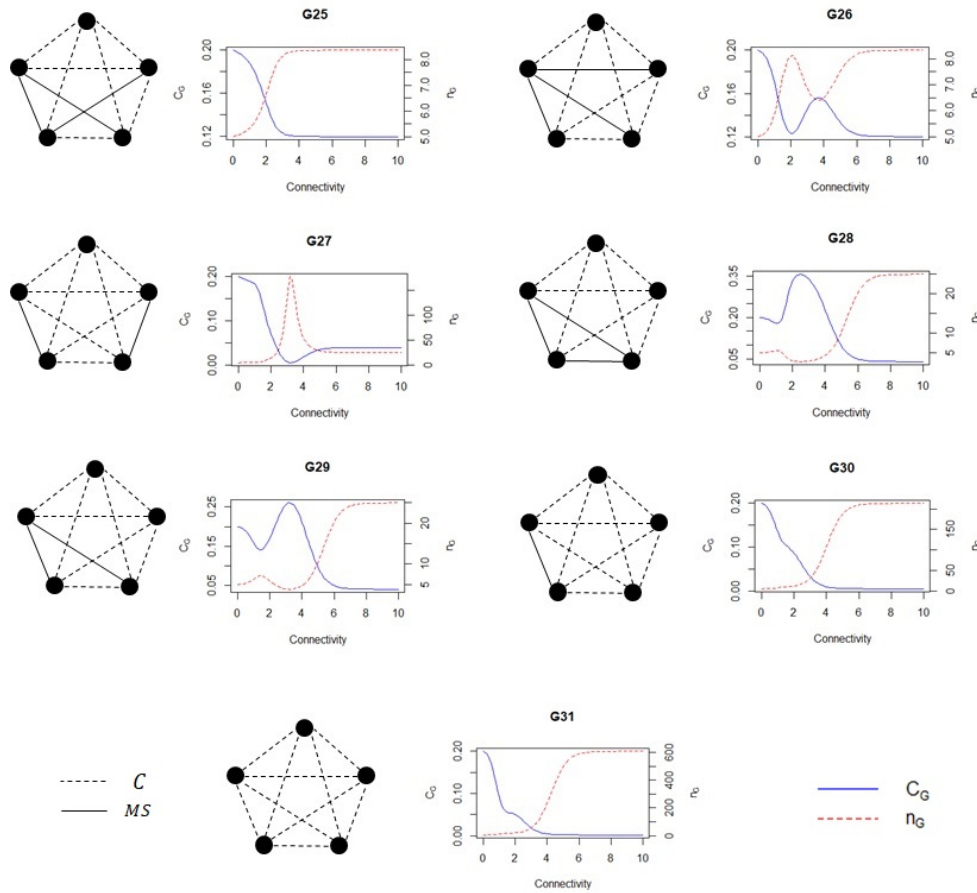 G25
C_G
0.12 0.16 0.20
5.0 6.0 7.0 8.0
n_G
0 2 4 6 8 10
Connectivity
G26
C_G
0.12 0.16 0.20
5.0 6.0 7.0 8.0
n_G
0 2 4 6 8 10
Connectivity
G27
C_G
0.00 0.10 0.20
0 50 100
n_G
0 2 4 6 8 10
Connectivity
G28
C_G
0.05 0.20 0.35
5 10 20
n_G
0 2 4 6 8 10
Connectivity
G29
C_G
0.05 0.15 0.25
5 10 20
n_G
0 2 4 6 8 10
Connectivity
G30
C_G
0.00 0.10 0.20
0 50 150
n_G
0 2 4 6 8 10
Connectivity
G31
C_G
0.00 0.10 0.20
0 200 400 600
n_G
0 2 4 6 8 10
Connectivity
C
MS
C_G
n_G